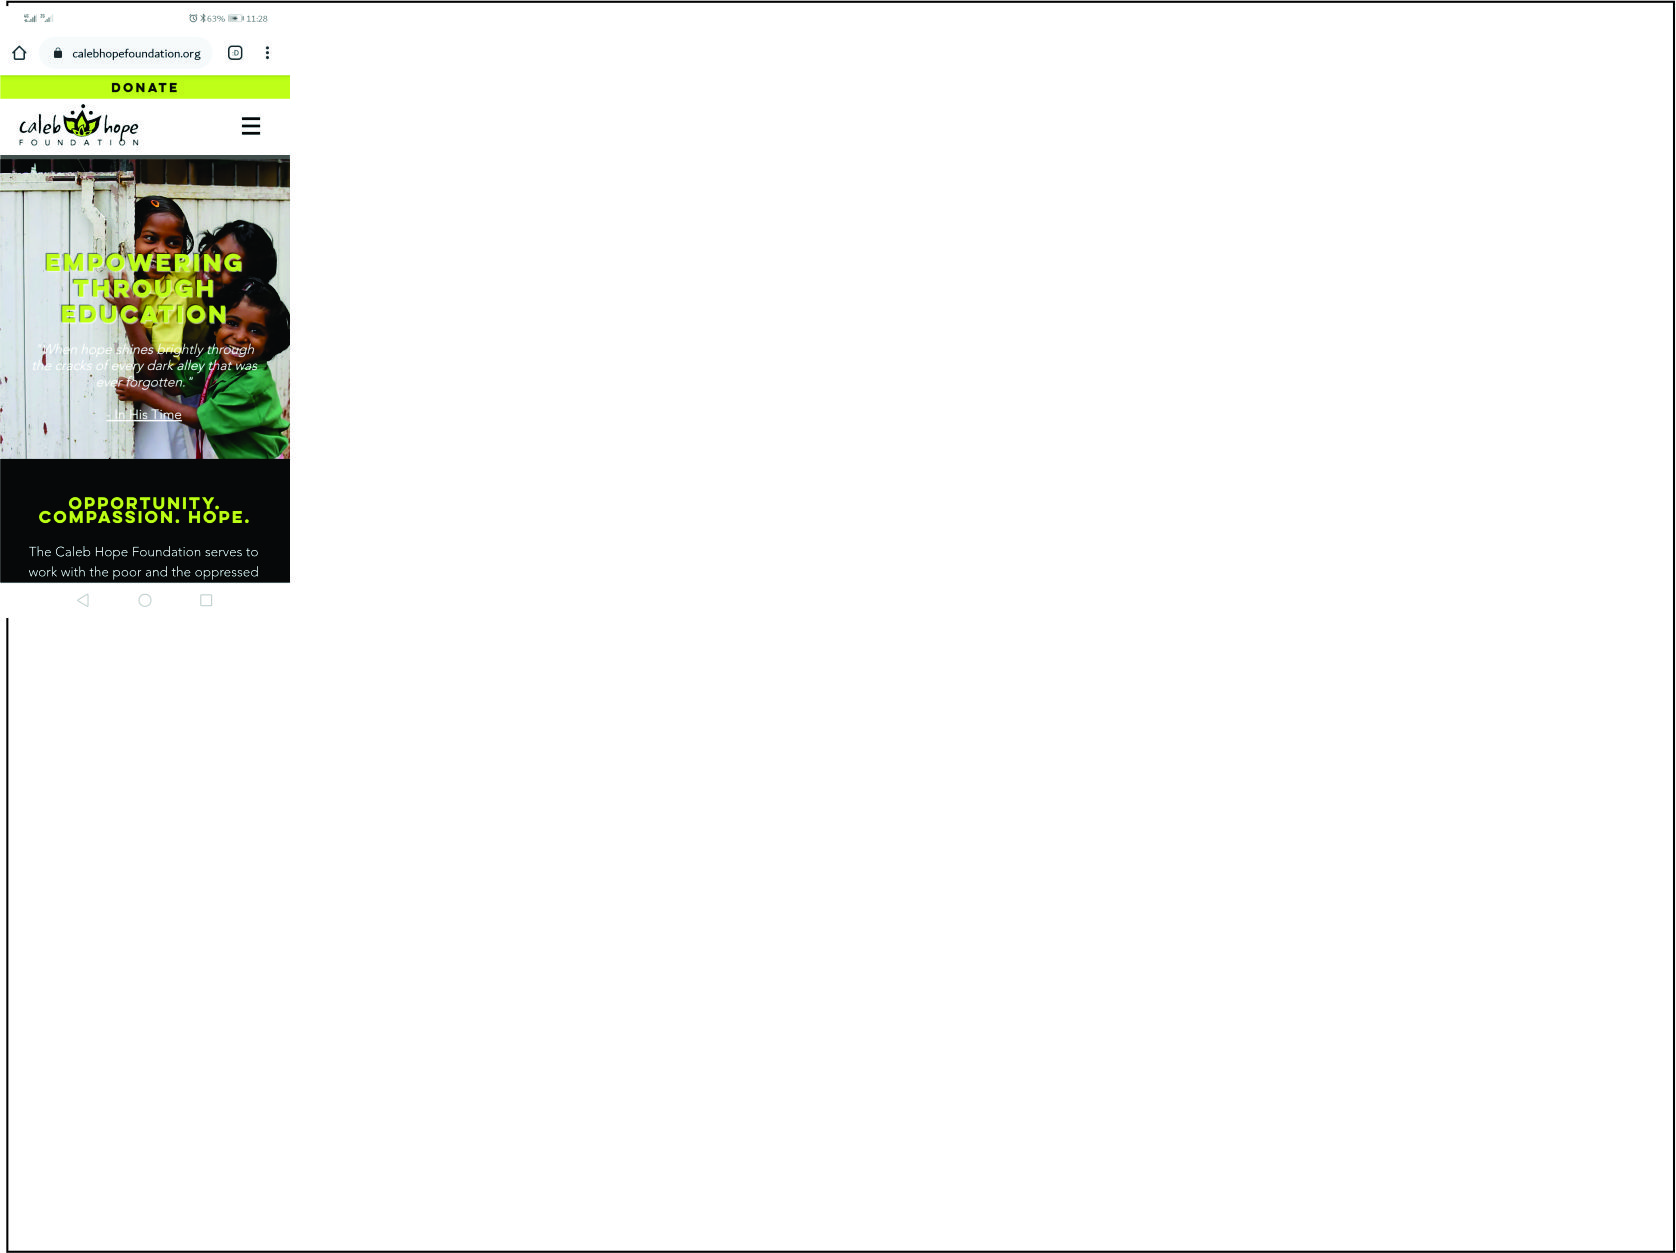 63% 11:28
calebhopefoundation.org
:D
DONATE
caleb hope
FOUNDATION
EMPOWERING
THROUGH
EDUCATION
"When hope shines brightly through
the cracks of every dark alley that was
ever forgotten."
- In His Time
OPPORTUNITY.
COMPASSION. HOPE.
The Caleb Hope Foundation serves to
work with the poor and the oppressed